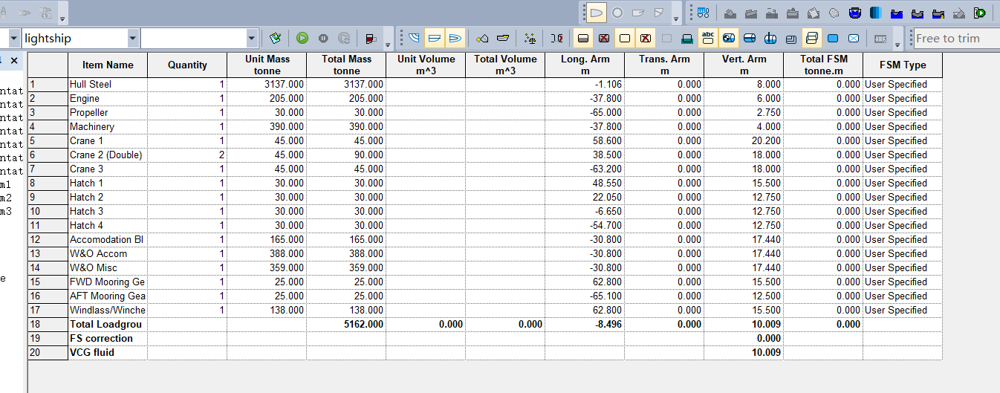 lightship
abc
Free to trim
Item Name Quantity Unit Mass tonne Total Mass tonne Unit Volume m^3 Total Volume m^3 Long. Arm m Trans. Arm m Vert. Arm m Total FSM tonne.m FSM Type
1 Hull Steel 1 3137.000 3137.000 -1.106 0.000 8.000 0.000 User Specified
2 Engine 1 205.000 205.000 -37.800 0.000 6.000 0.000 User Specified
3 Propeller 1 30.000 30.000 -65.000 0.000 2.750 0.000 User Specified
4 Machinery 1 390.000 390.000 -37.800 0.000 4.000 0.000 User Specified
5 Crane 1 1 45.000 45.000 58.600 0.000 20.200 0.000 User Specified
6 Crane 2 (Double) 2 45.000 90.000 38.500 0.000 18.000 0.000 User Specified
7 Crane 3 1 45.000 45.000 -63.200 0.000 18.000 0.000 User Specified
8 Hatch 1 1 30.000 30.000 48.550 0.000 15.500 0.000 User Specified
9 Hatch 2 1 30.000 30.000 22.050 0.000 12.750 0.000 User Specified
10 Hatch 3 1 30.000 30.000 -6.650 0.000 12.750 0.000 User Specified
11 Hatch 4 1 30.000 30.000 -54.700 0.000 12.750 0.000 User Specified
12 Accomodation Bl 1 165.000 165.000 -30.800 0.000 17.440 0.000 User Specified
13 W&O Accom 1 388.000 388.000 -30.800 0.000 17.440 0.000 User Specified
14 W&O Misc 1 359.000 359.000 -30.800 0.000 17.440 0.000 User Specified
15 FWD Mooring Ge 1 25.000 25.000 62.800 0.000 15.500 0.000 User Specified
16 AFT Mooring Gea 1 25.000 25.000 -65.100 0.000 12.500 0.000 User Specified
17 Windlass/Winche 1 138.000 138.000 62.800 0.000 15.500 0.000 User Specified
18 Total Loadgrou 5162.000 0.000 0.000 -8.496 0.000 10.009 0.000
19 FS correction 0.000
20 VCG fluid 10.009
ntat
ntat
ntat
ntat
ntat
ntat
ntat
m1
m2
m3
e